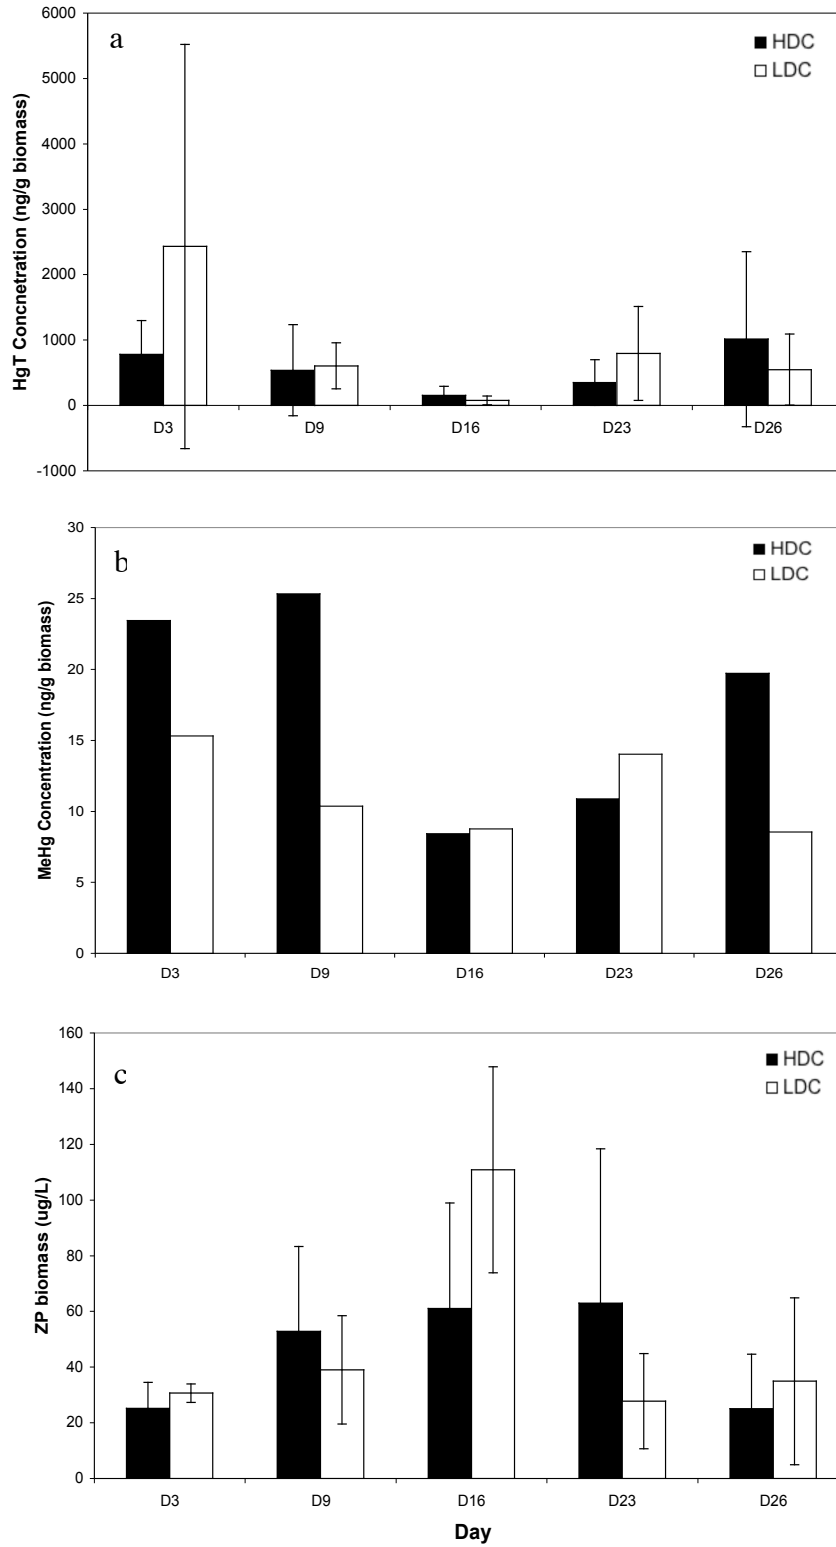 a
HDC
LDC
HgT Concnetration (ng/g biomass)
6000
5000
4000
3000
2000
1000
0
-1000
D3 D9 D16 D23 D26
b
HDC
LDC
MeHg Concentration (ng/g biomass)
30
25
20
15
10
5
0
D3 D9 D16 D23 D26
c
HDC
LDC
ZP biomass (ug/L)
160
140
120
100
80
60
40
20
0
D3 D9 D16 D23 D26
Day